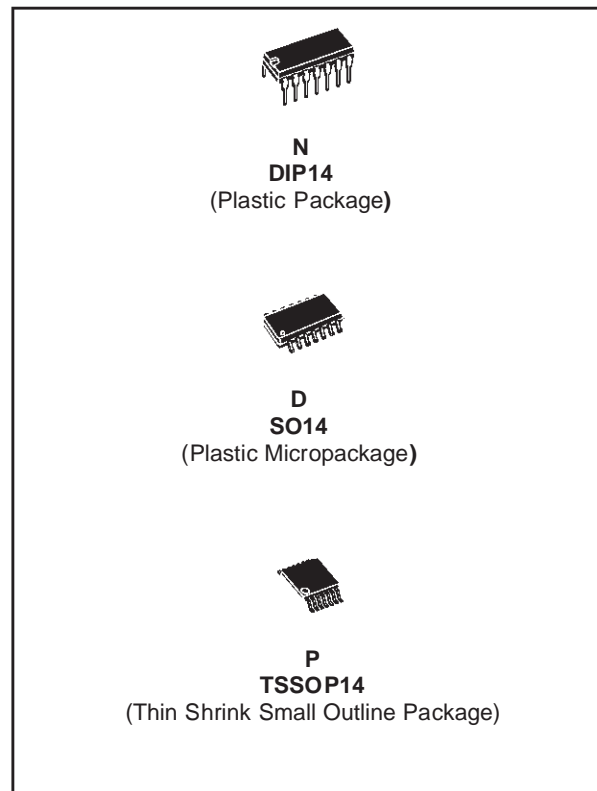 N
DIP14
(Plastic Package)
D
SO14
(Plastic Micropackage)
P
TSSOP14
(Thin Shrink Small Outline Package)